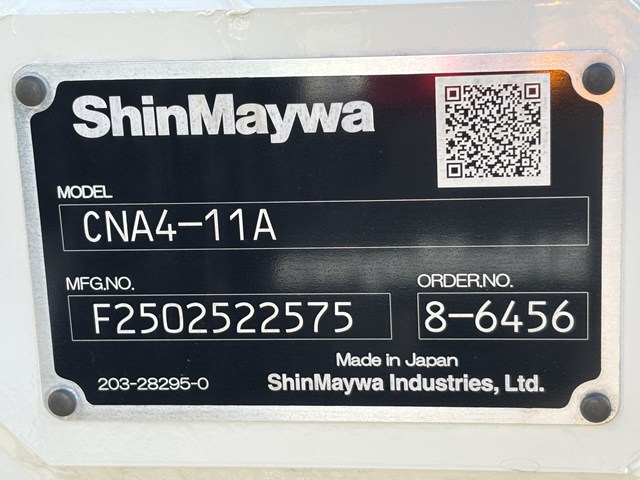 ShinMaywa
MODEL
CNA4-11A
MFG.NO.
F2502522575
ORDER.NO.
8-6456
Made in Japan
203-28295-0
ShinMaywa Industries, Ltd.